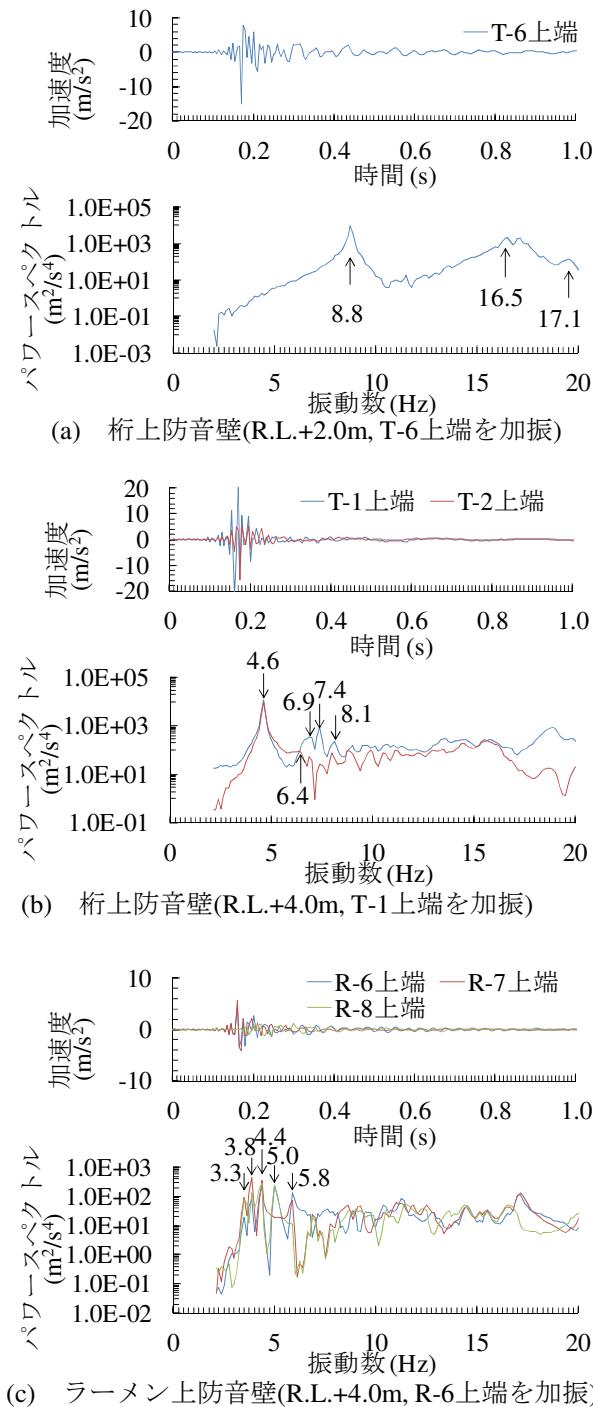 T-6上端
10
0
-10
-20
加速度
(m/s²)
0 0.2 0.4 0.6 0.8 1.0
時間 (s)
1.0E+05
1.0E+03
1.0E+01
1.0E-01
1.0E-03
パワースペクトル
(m²/s⁴)
8.8
16.5
17.1
5 10 15 20
振動数(Hz)
(a) 桁上防音壁(R.L.+2.0m, T-6上端を加振)
T-1上端 T-2上端
20
10
0
-10
-20
加速度
(m/s²)
0 0.2 0.4 0.6 0.8 1.0
時間 (s)
1.0E+05
1.0E+03
1.0E+01
1.0E-01
パワースペクトル
(m²/s⁴)
4.6
6.9
7.4
8.1
6.4
0 5 10 15 20
振動数(Hz)
(b) 桁上防音壁(R.L.+4.0m, T-1上端を加振)
R-6上端 R-7上端
R-8上端
10
0
-10
加速度
(m/s²)
0 0.2 0.4 0.6 0.8 1.0
時間 (s)
1.0E+03
1.0E+02
1.0E+01
1.0E+00
1.0E-01
1.0E-02
パワースペクトル
(m²/s⁴)
3.3
3.8
4.4
5.0
5.8
0 5 10 15 20
振動数(Hz)
(c) ラーメン上防音壁(R.L.+4.0m, R-6上端を加振)